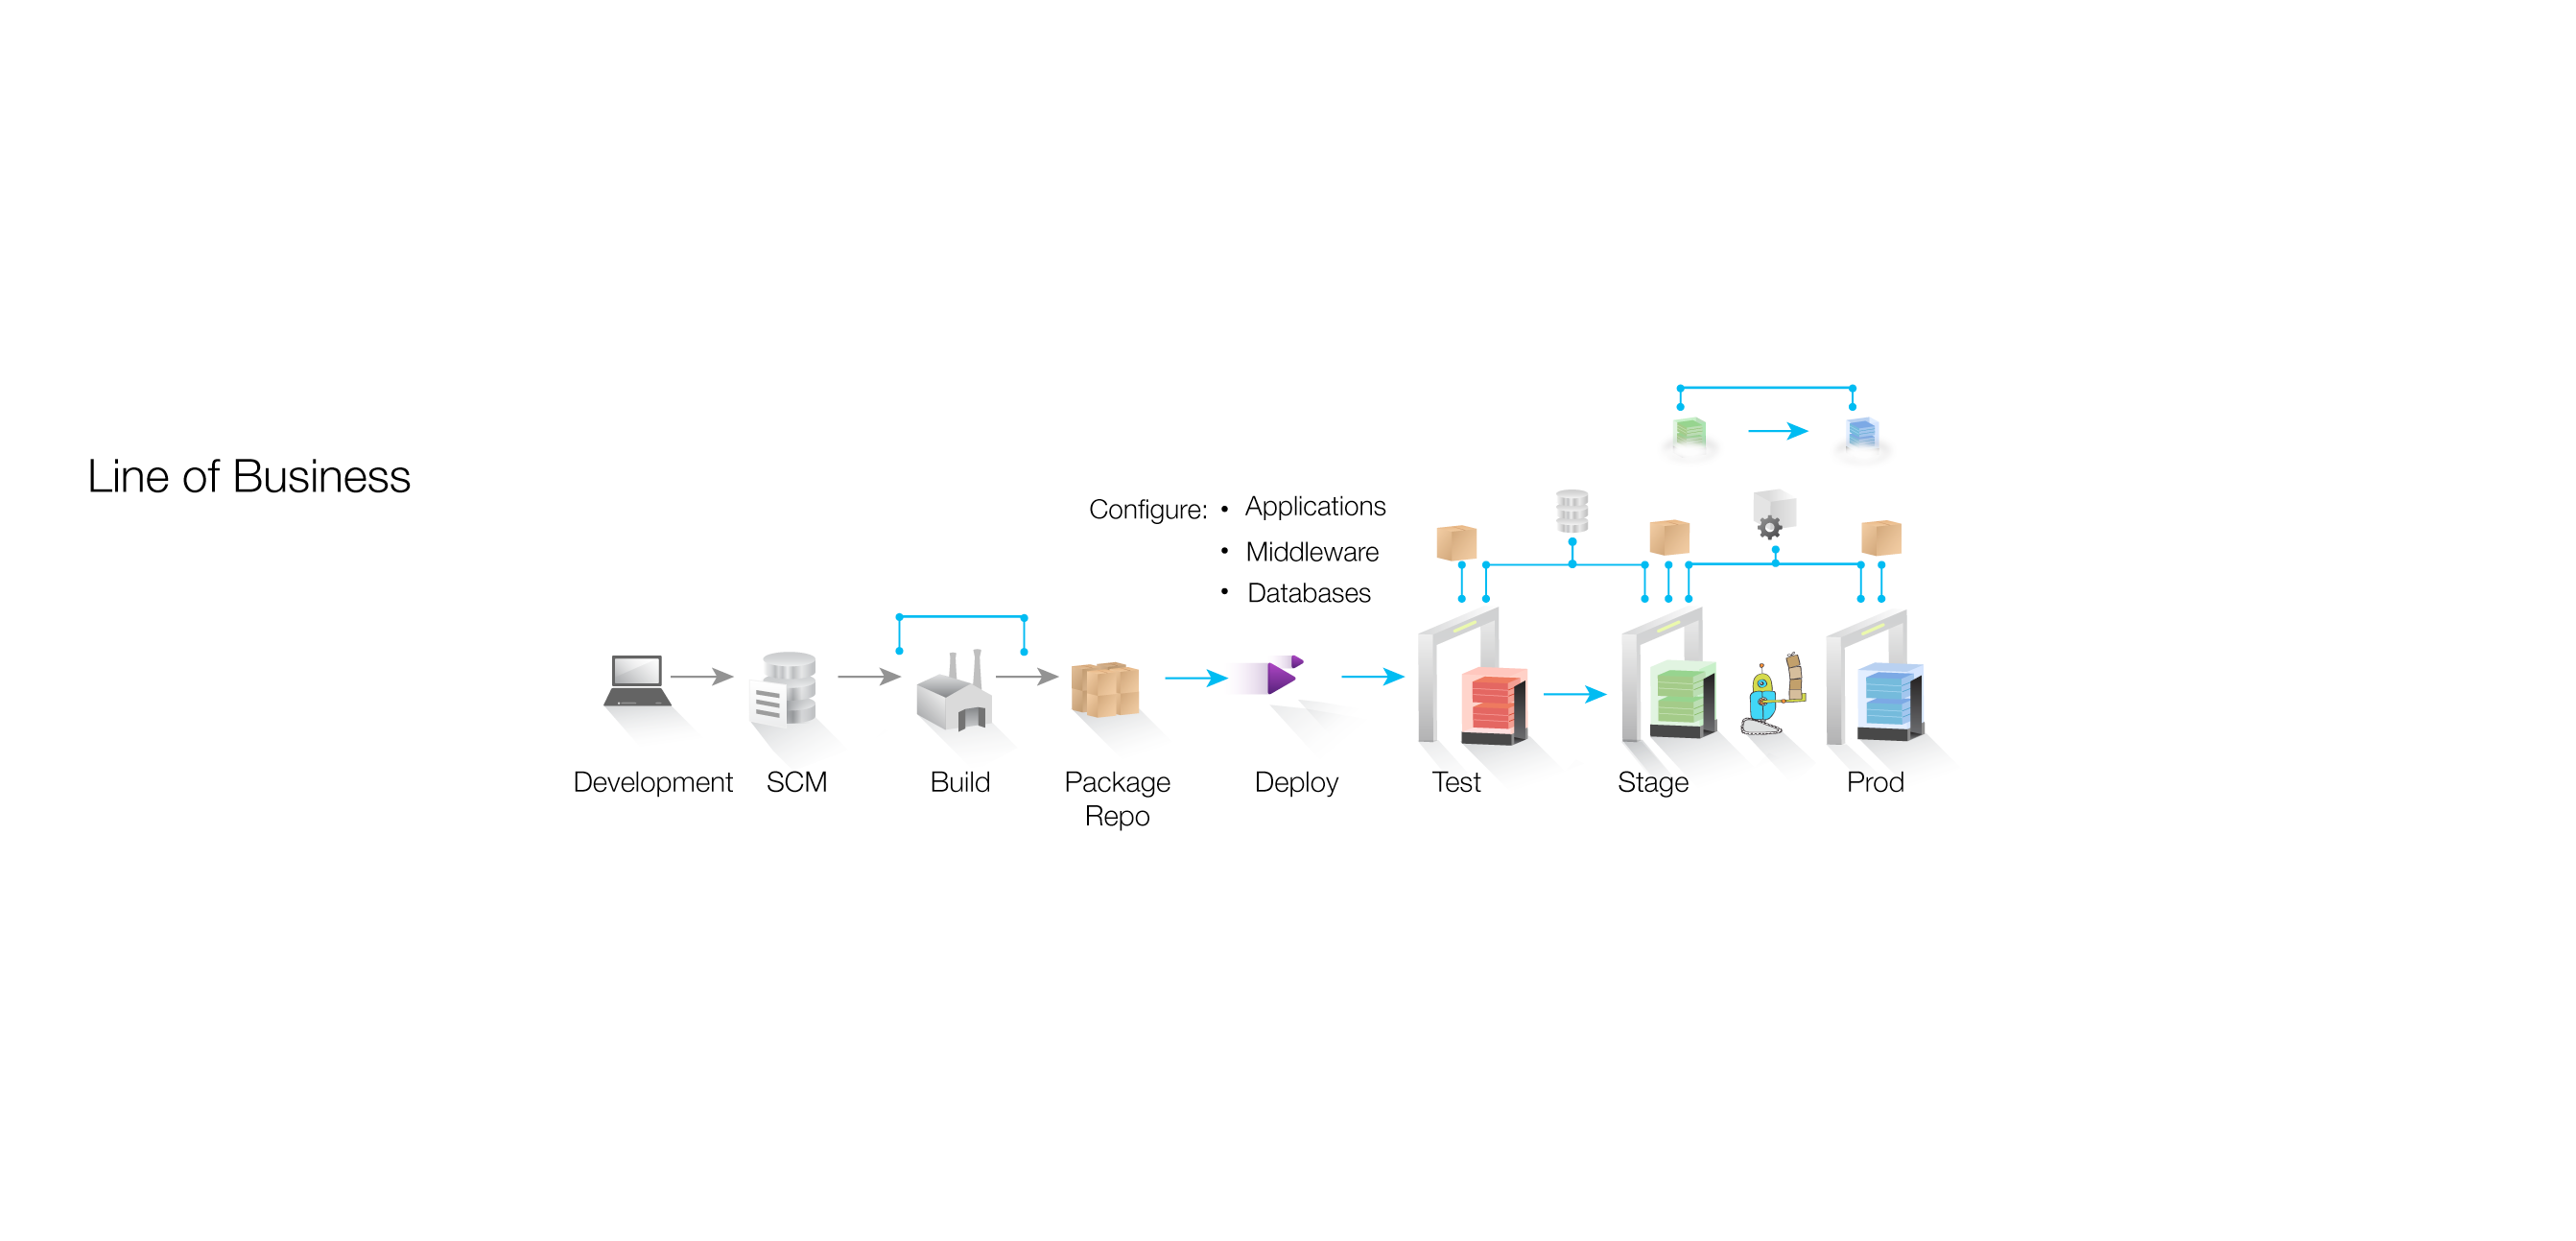 Line of Business
Configure: • Applications
• Middleware
• Databases
Development
SCM
Build
Package
Repo
Deploy
Test
Stage
Prod